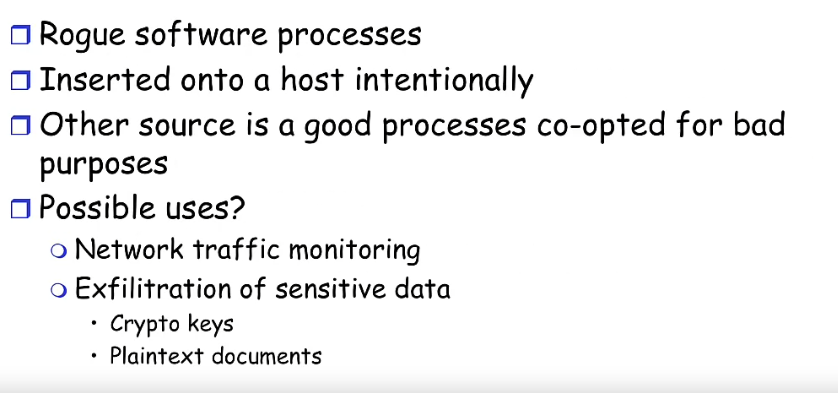 Rogue software processes
Inserted onto a host intentionally
Other source is a good processes co-opted for bad
purposes
Possible uses?
Network traffic monitoring
Exfilitration of sensitive data
Crypto keys
Plaintext documents